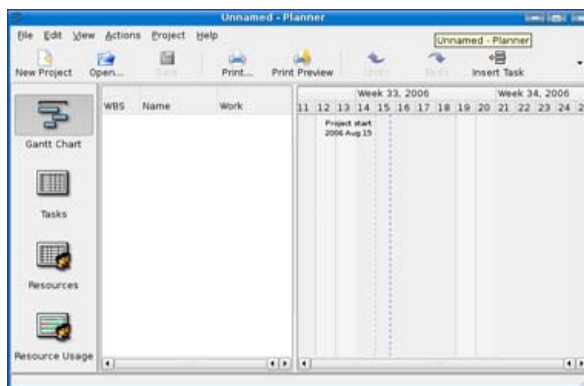 Unnamed - Planner
File Edit View Actions Project Help
Unnamed - Planner
New Project Open... Save Print... Print Preview Undo Redo Insert Task
WBS Name Work
Week 33, 2006 Week 34, 2006
11 12 13 14 15 16 17 18 19 20 21 22 23 24 2
Project start
2006 Aug 15
Gantt Chart
Tasks
Resources
Resource Usage